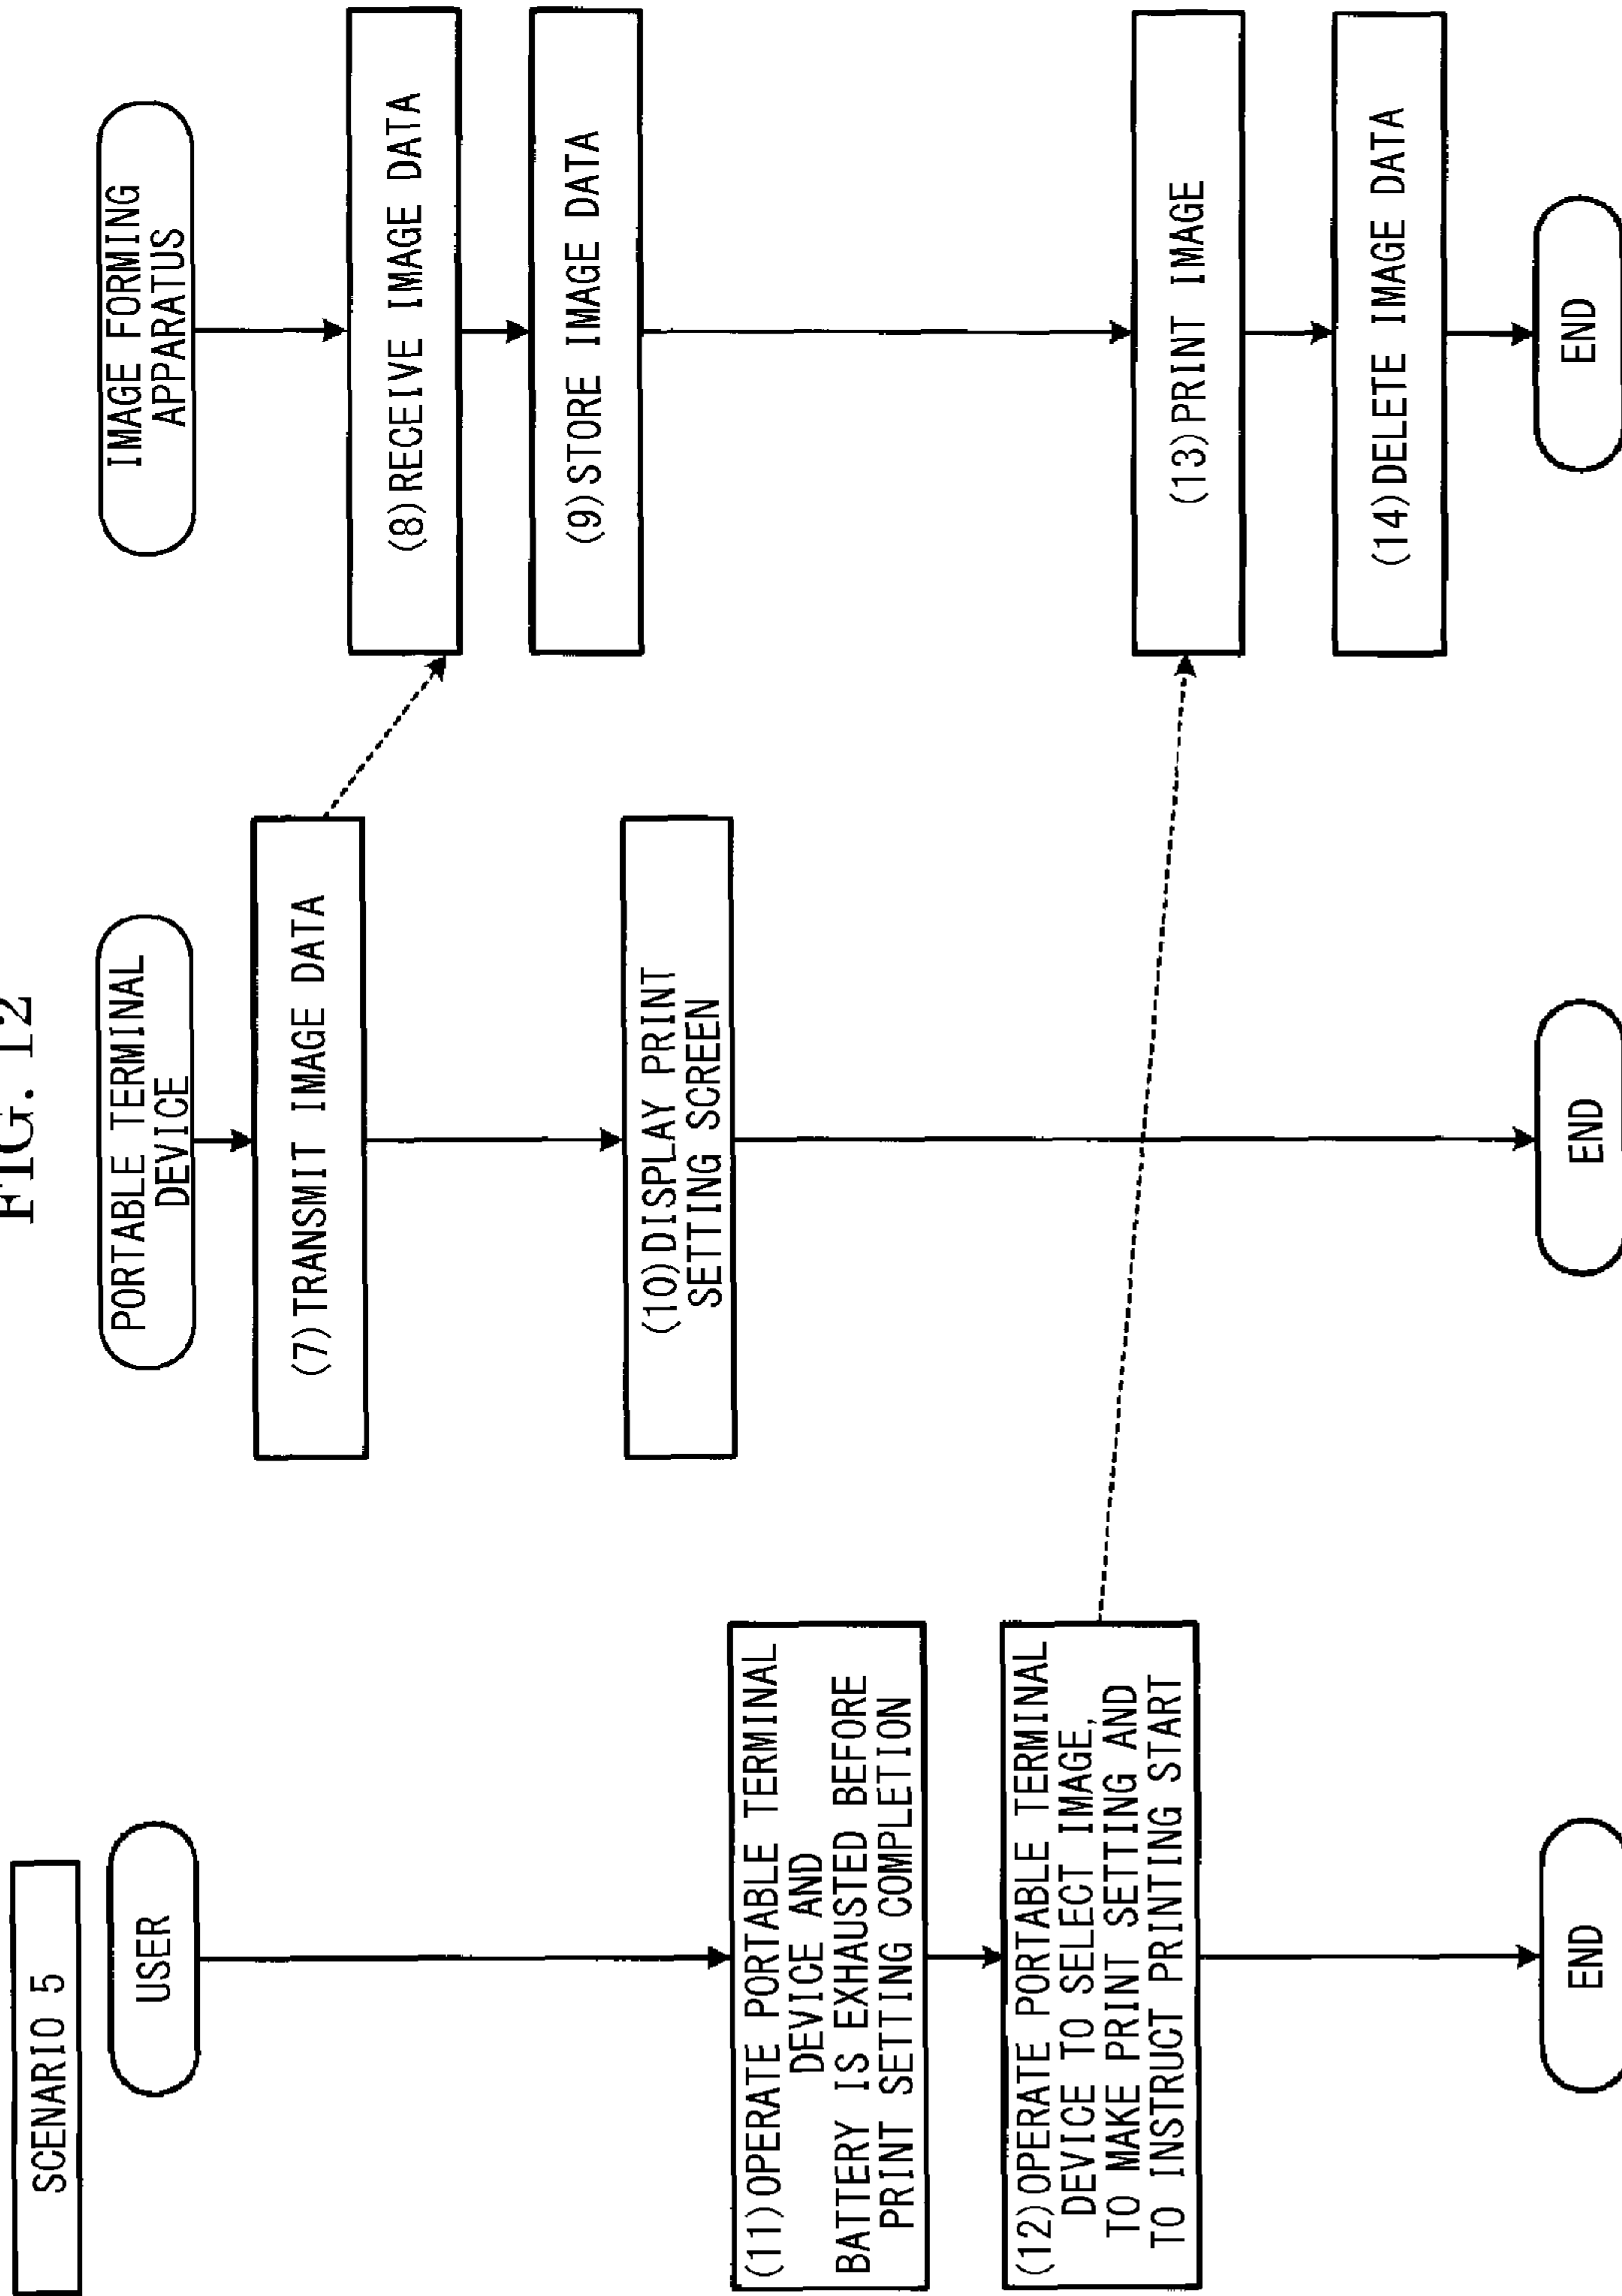 FIG. 12
SCENARIO 5
USER
(11)OPERATE PORTABLE TERMINAL
DEVICE AND
BATTERY IS EXHAUSTED BEFORE
PRINT SETTING COMPLETION
(12)OPERATE PORTABLE TERMINAL
DEVICE TO SELECT IMAGE,
TO MAKE PRINT SETTING AND
TO INSTRUCT PRINTING START
END
PORTABLE TERMINAL
DEVICE
(7)TRANSMIT IMAGE DATA
(10)DISPLAY PRINT
SETTING SCREEN
END
IMAGE FORMING
APPARATUS
(8)RECEIVE IMAGE DATA
(9)STORE IMAGE DATA
(13)PRINT IMAGE
(14)DELETE IMAGE DATA
END